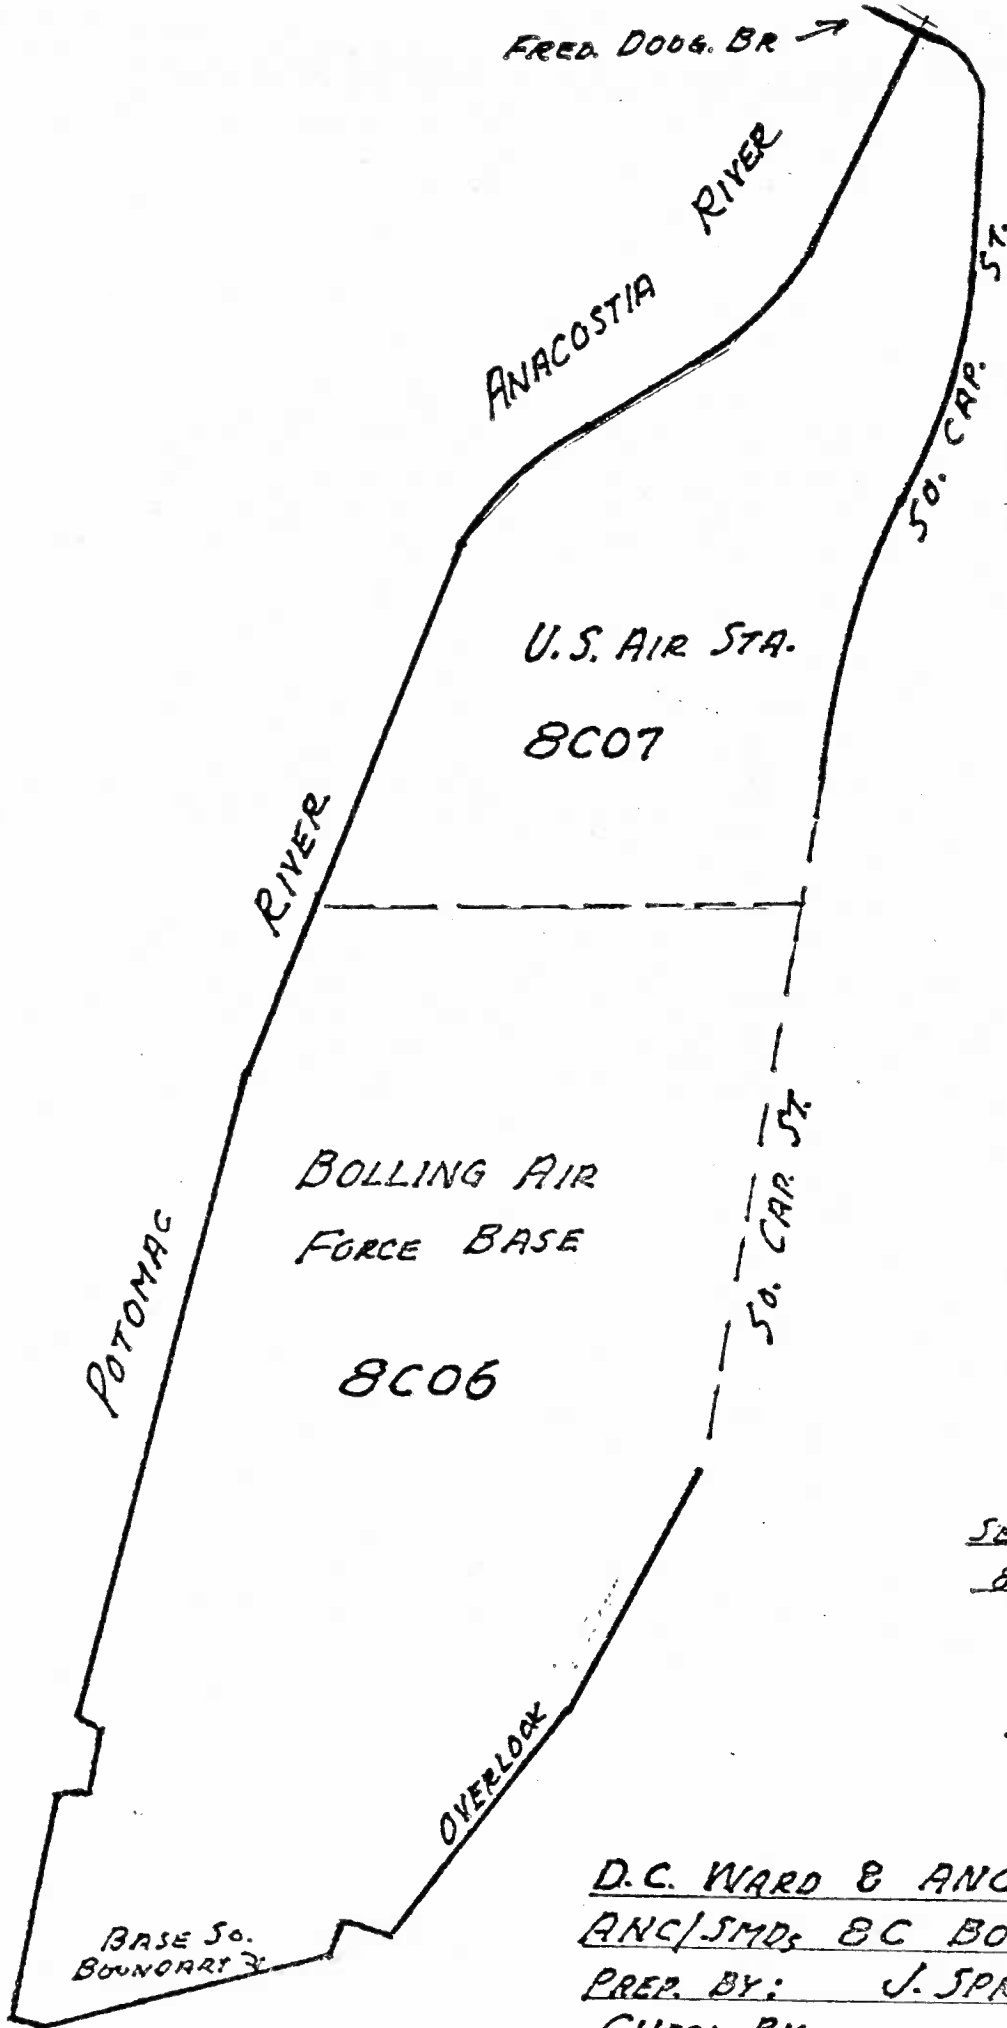 FRED. DOUG. BR
ANACOSTIA RIVER
SO. CAP. ST.
U.S. AIR STA.
8C07
POTOMAC RIVER
BOLLING AIR
FORCE BASE
8C06
SO. CAP. ST.
OVERLOOK
BASE SO.
BOUNDARY
D.C. WARD 8 ANC
ANC/SMDs 8C BO
PREP. BY: J. SPR